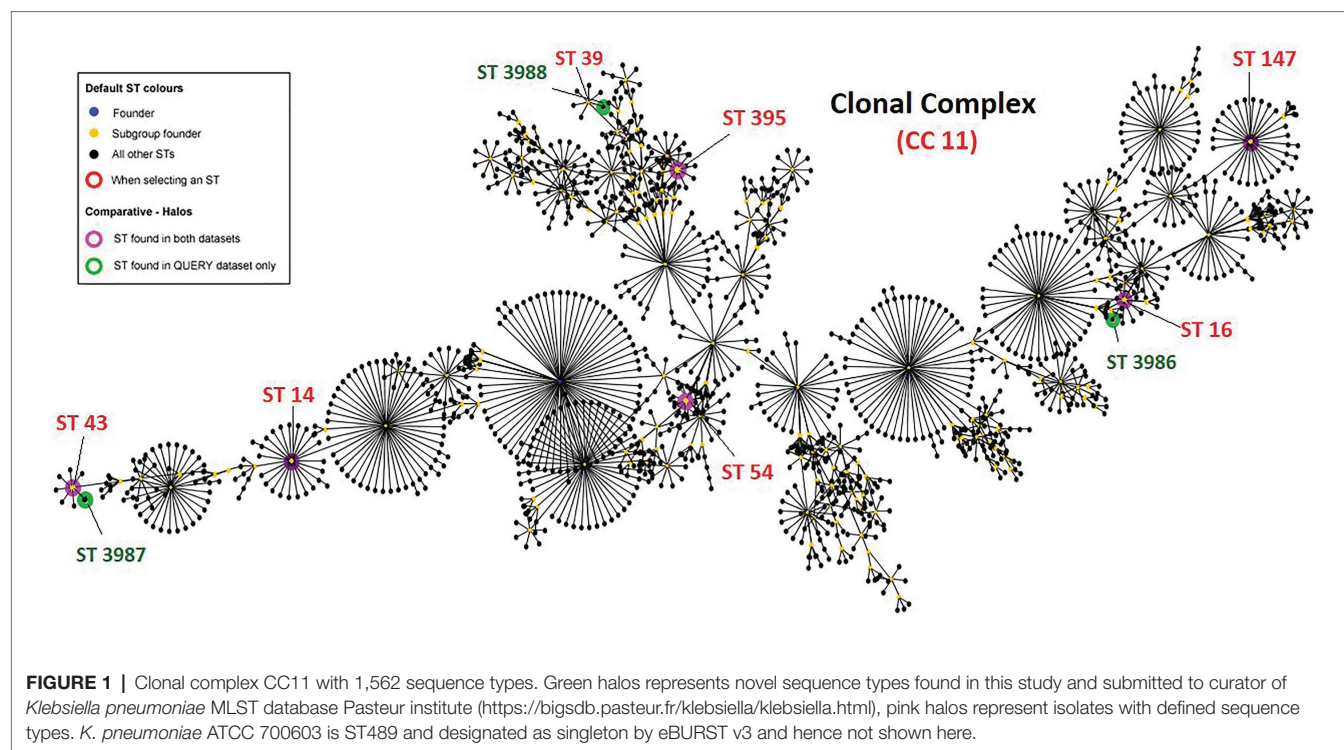 Default ST colours
Founder
Subgroup founder
All other STs
When selecting an ST
Comparative - Halos
ST found in both datasets
ST found in QUERY dataset only
ST 39
ST 3988
ST 395
Clonal Complex
(CC 11)
ST 147
ST 16
ST 3986
ST 14
ST 43
ST 54
ST 3987
FIGURE 1 | Clonal complex CC11 with 1,562 sequence types. Green halos represents novel sequence types found in this study and submitted to curator of
Klebsiella pneumoniae MLST database Pasteur institute (https://bigsdb.pasteur.fr/klebsiella/klebsiella.html), pink halos represent isolates with defined sequence
types. K. pneumoniae ATCC 700603 is ST489 and designated as singleton by eBURST v3 and hence not shown here.